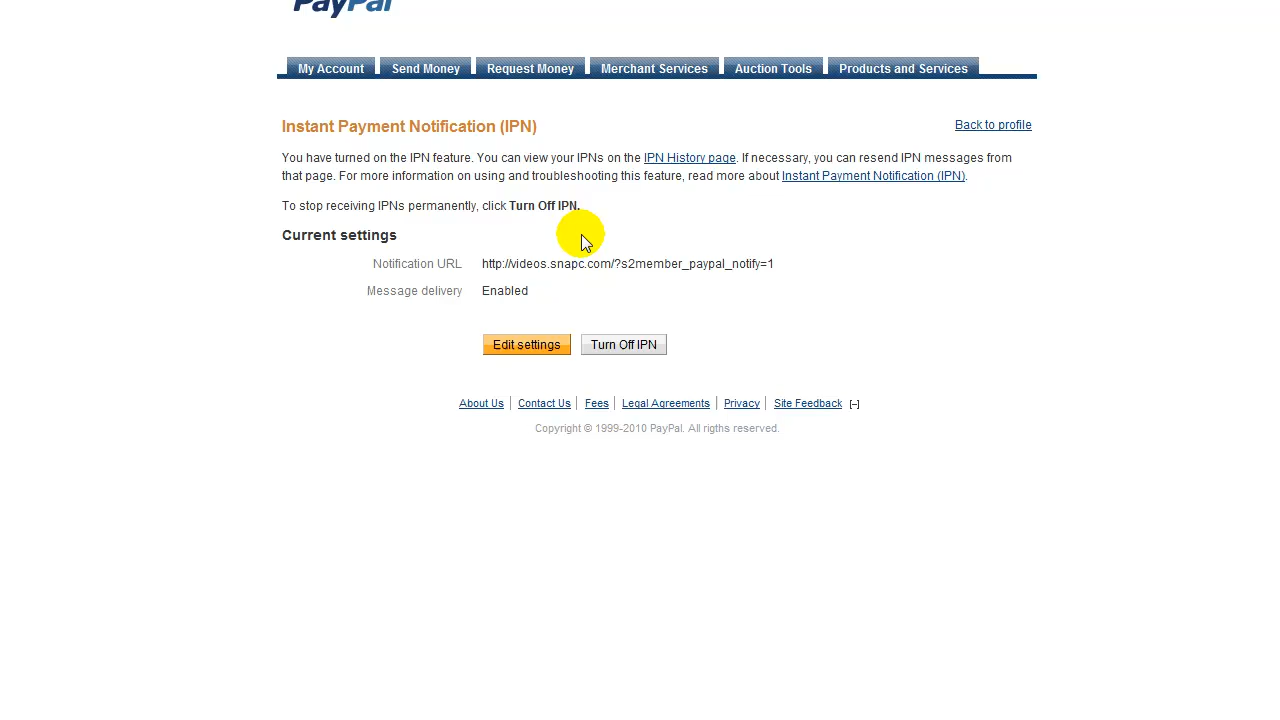 PayPal
My Account Send Money Request Money Merchant Services Auction Tools Products and Services
Instant Payment Notification (IPN) Back to profile
You have turned on the IPN feature. You can view your IPNs on the IPN History page. If necessary, you can resend IPN messages from
that page. For more information on using and troubleshooting this feature, read more about Instant Payment Notification (IPN).
To stop receiving IPNs permanently, click Turn Off IPN.
Current settings
Notification URL http://videos.snapc.com/?s2member_paypal_notify=1
Message delivery Enabled
Edit settings Turn Off IPN
About Us | Contact Us | Fees | Legal Agreements | Privacy | Site Feedback [–]
Copyright © 1999-2010 PayPal. All rigths reserved.